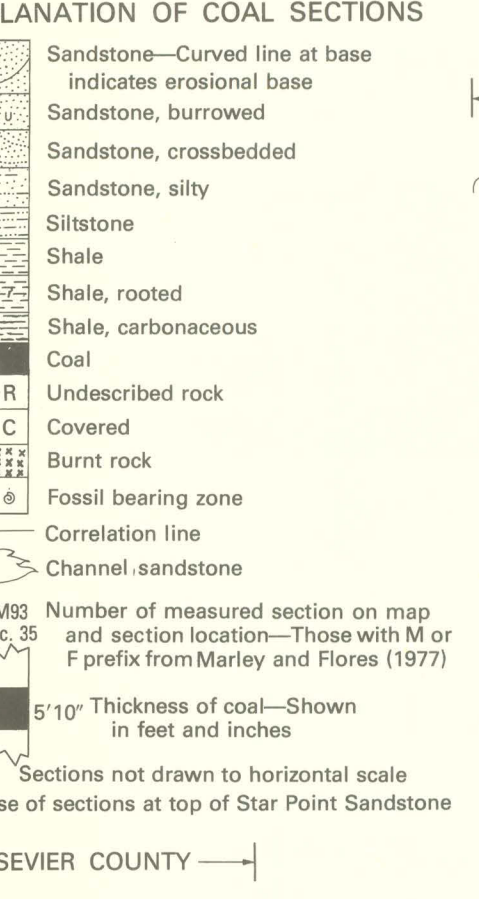 LANATION OF COAL SECTIONS
Sandstone—Curved line at base
indicates erosional base
Sandstone, burrowed
Sandstone, crossbedded
Sandstone, silty
Siltstone
Shale
Shale, rooted
Shale, carbonaceous
Coal
R Undescribed rock
C Covered
Burnt rock
Fossil bearing zone
Correlation line
Channel sandstone
M93 Number of measured section on map
c. 35 and section location—Those with M or
F prefix from Marley and Flores (1977)
5'10" Thickness of coal—Shown
in feet and inches
Sections not drawn to horizontal scale
se of sections at top of Star Point Sandstone
SEVIER COUNTY